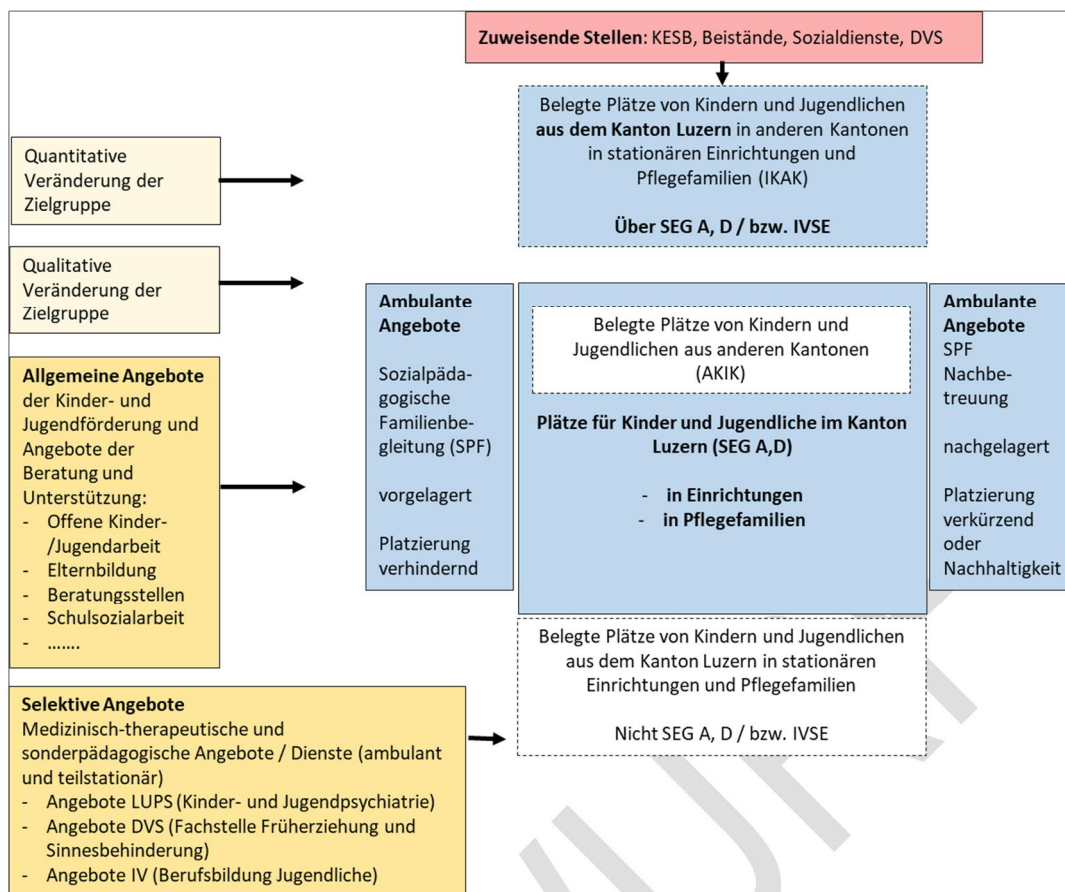 Zuweisende Stellen: KESB, Beistände, Sozialdienste, DVS
Belegte Plätze von Kindern und Jugendlichen
aus dem Kanton Luzern in anderen Kantonen
in stationären Einrichtungen und
Pflegefamilien (IKAK)
Über SEG A, D / bzw. IVSE
Quantitative
Veränderung der
Zielgruppe
Qualitative
Veränderung der
Zielgruppe
Allgemeine Angebote
der Kinder- und
Jugendförderung und
Angebote der
Beratung und
Unterstützung:
- Offene Kinder-
/Jugendarbeit
- Elternbildung
- Beratungsstellen
- Schulsozialarbeit
- .......
Ambulante
Angebote
Sozialpäda-
gogische
Familienbe-
gleitung (SPF)
vorgelagert
Platzierung
verhindernd
Belegte Plätze von Kindern und
Jugendlichen aus anderen Kantonen
(AKIK)
Plätze für Kinder und Jugendliche im Kanton
Luzern (SEG A,D)
- in Einrichtungen
- in Pflegefamilien
Ambulante
Angebote
SPF
Nachbe-
treuung
nachgelagert
Platzierung
verkürzend
oder
Nachhaltigkeit
Belegte Plätze von Kindern und Jugendlichen
aus dem Kanton Luzern in stationären
Einrichtungen und Pflegefamilien
Nicht SEG A, D / bzw. IVSE
Selektive Angebote
Medizinisch-therapeutische und
sonderpädagogische Angebote / Dienste (ambulant
und teilstationär)
- Angebote LUPS (Kinder- und Jugendpsychiatrie)
- Angebote DVS (Fachstelle Früherziehung und
Sinnesbehinderung)
- Angebote IV (Berufsbildung Jugendliche)